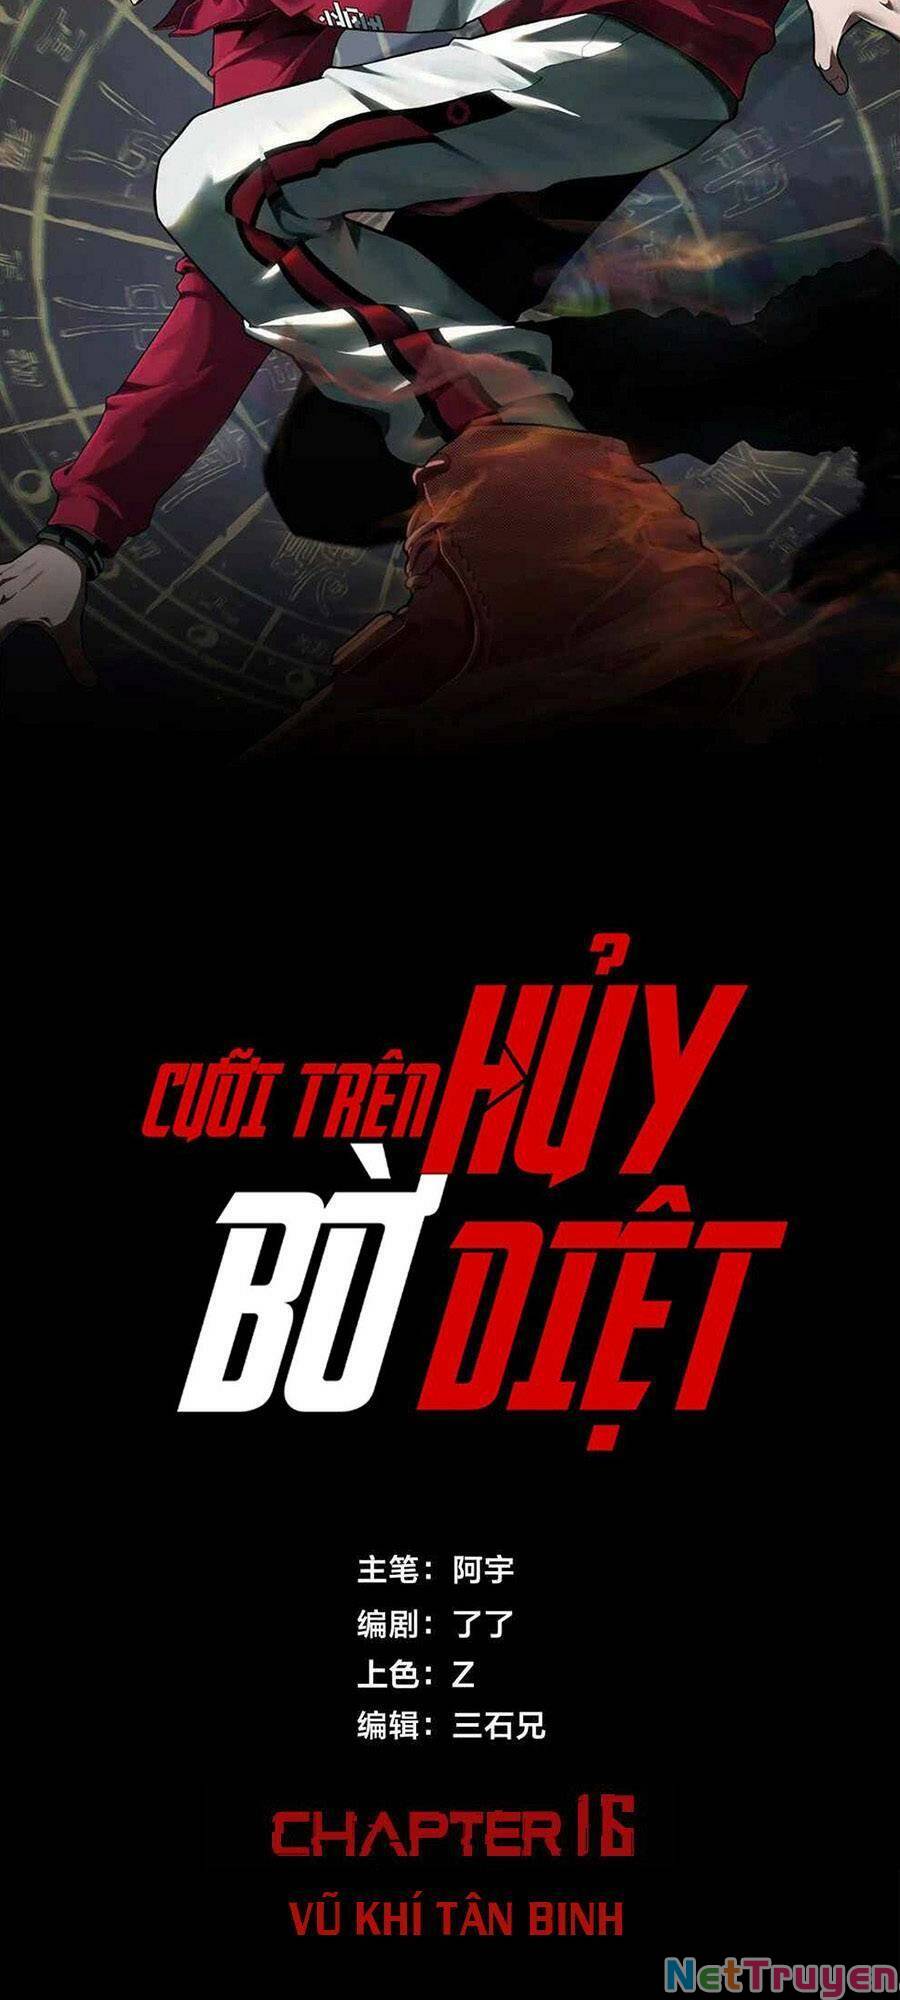 CƯỠI TRÊN HỦY
BỜ DIỆT
主笔：阿宇
编剧：了了
上色：Z
编辑：三石兄
CHAPTER 16
VŨ KHÍ TÂN BINH
NetTruyen